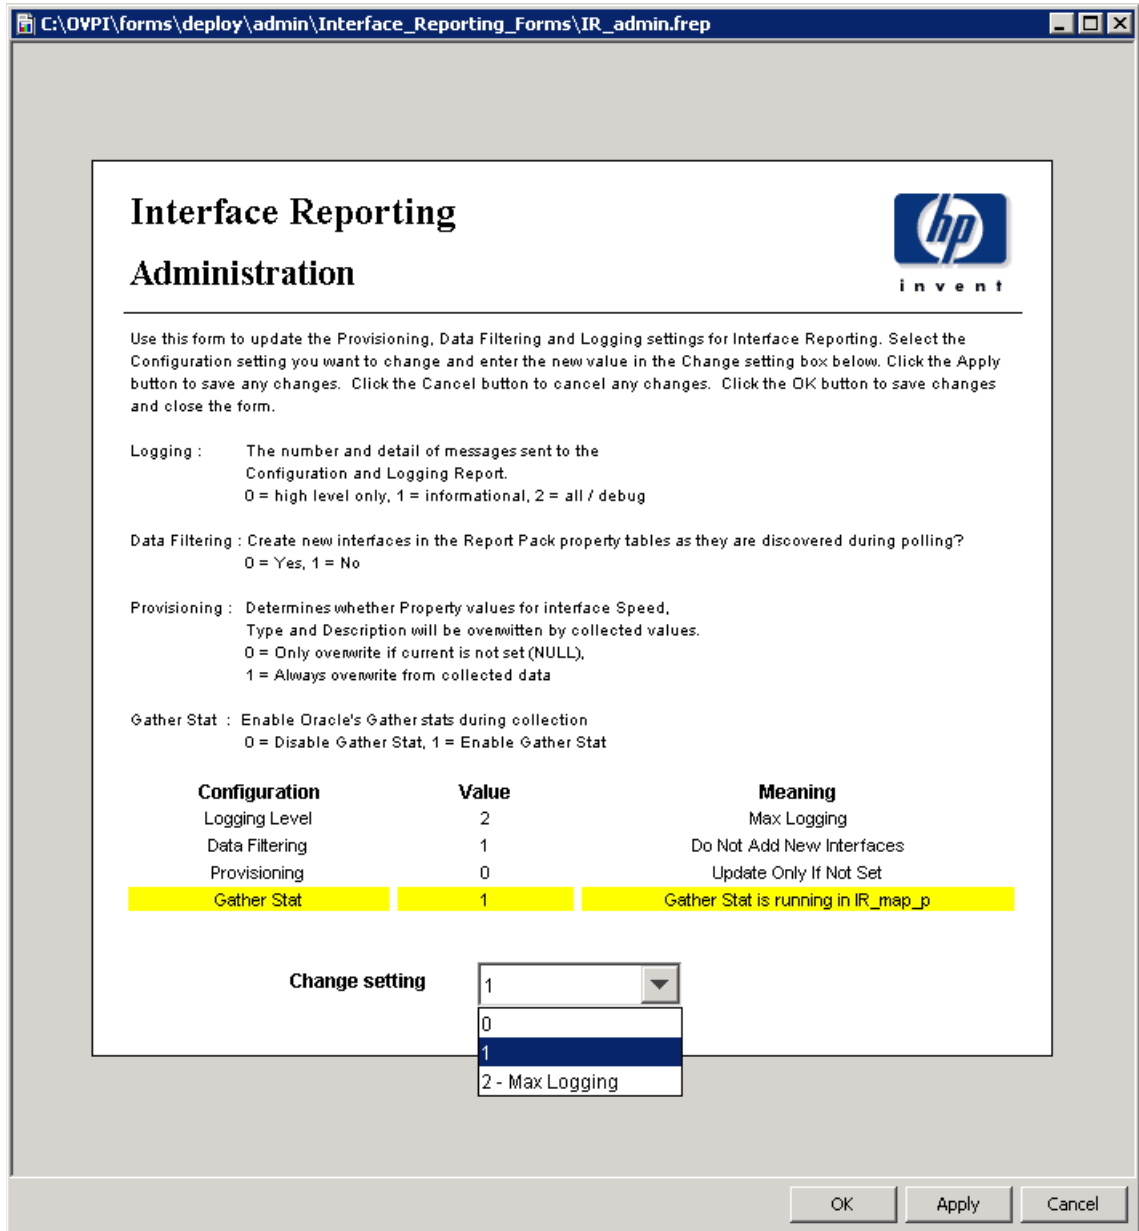 C:\OVPI\forms\deploy\admin\Interface_Reporting_Forms\IR_admin.frep
Interface Reporting
Administration
hp
invent
Use this form to update the Provisioning, Data Filtering and Logging settings for Interface Reporting. Select the
Configuration setting you want to change and enter the new value in the Change setting box below. Click the Apply
button to save any changes. Click the Cancel button to cancel any changes. Click the OK button to save changes
and close the form.
Logging : The number and detail of messages sent to the
Configuration and Logging Report.
0 = high level only, 1 = informational, 2 = all / debug
Data Filtering : Create new interfaces in the Report Pack property tables as they are discovered during polling?
0 = Yes, 1 = No
Provisioning : Determines whether Property values for interface Speed,
Type and Description will be overwitten by collected values.
0 = Only overwrite if current is not set (NULL),
1 = Always overwrite from collected data
Gather Stat : Enable Oracle's Gather stats during collection
0 = Disable Gather Stat, 1 = Enable Gather Stat
Configuration Value Meaning
Logging Level 2 Max Logging
Data Filtering 1 Do Not Add New Interfaces
Provisioning 0 Update Only If Not Set
Gather Stat 1 Gather Stat is running in IR_map_p
Change setting 1
0
1
2 - Max Logging
OK Apply Cancel